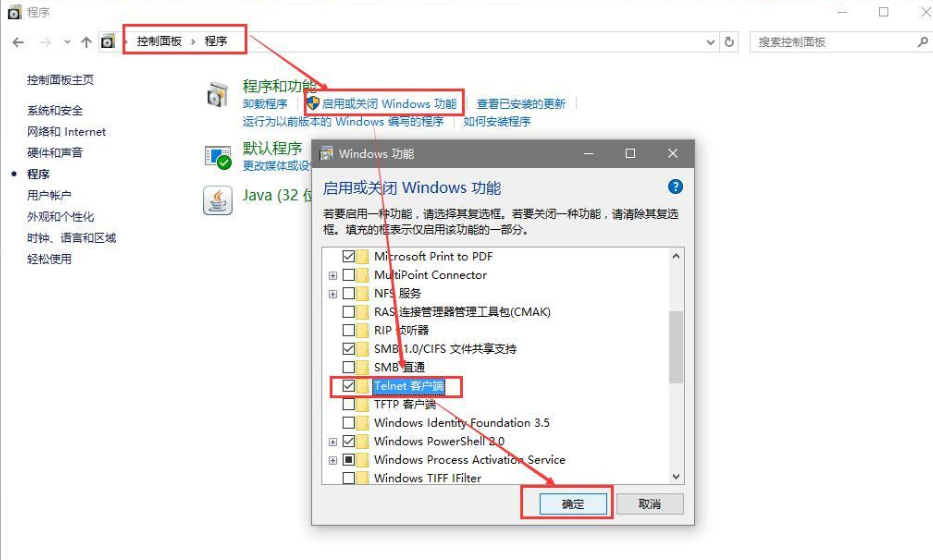 程序
控制面板 › 程序
搜索控制面板
控制面板主页
系统和安全
网络和 Internet
硬件和声音
程序
用户帐户
外观和个性化
时钟、语言和区域
轻松使用
程序和功能
卸载程序 启用或关闭 Windows 功能 查看已安装的更新
运行为以前版本的 Windows 编写的程序 如何安装程序
默认程序
更改媒体或设
Java (32 位
Windows 功能
启用或关闭 Windows 功能
若要启用一种功能，请选择其复选框。若要关闭一种功能，请清除其复选
框。填充的框表示仅启用该功能的一部分。
Microsoft Print to PDF
MultiPoint Connector
NFS 服务
RAS 连接管理器管理工具包(CMAK)
RIP 侦听器
SMB 1.0/CIFS 文件共享支持
SMB 直通
Telnet 客户端
TFTP 客户端
Windows Identity Foundation 3.5
Windows PowerShell 2.0
Windows Process Activation Service
Windows TIFF IFilter
确定 取消